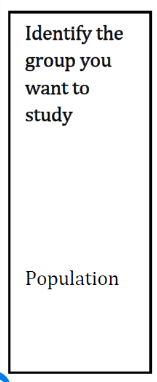 Identify the
group you
want to
study
Population